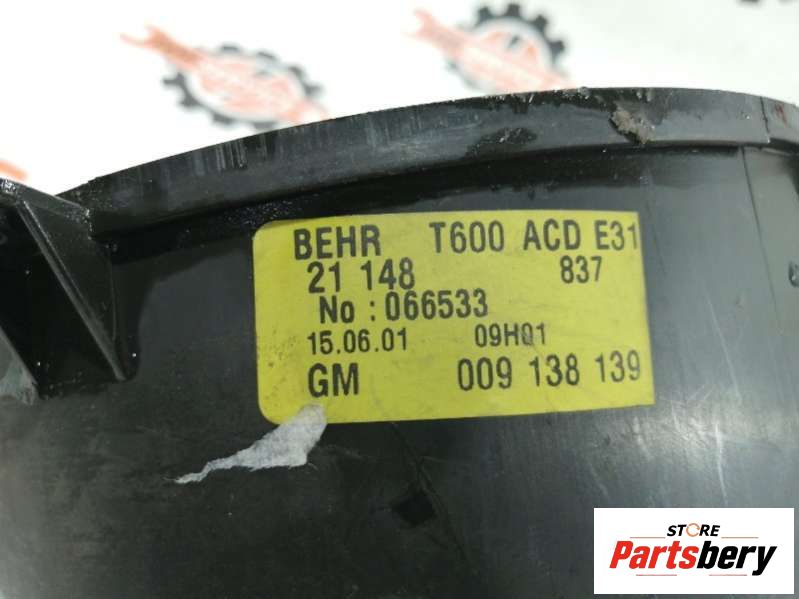 BEHR T600 ACD E31
21 148 837
No : 066533
15.06.01 09H01
GM 009 138 139
STORE
Partsbery